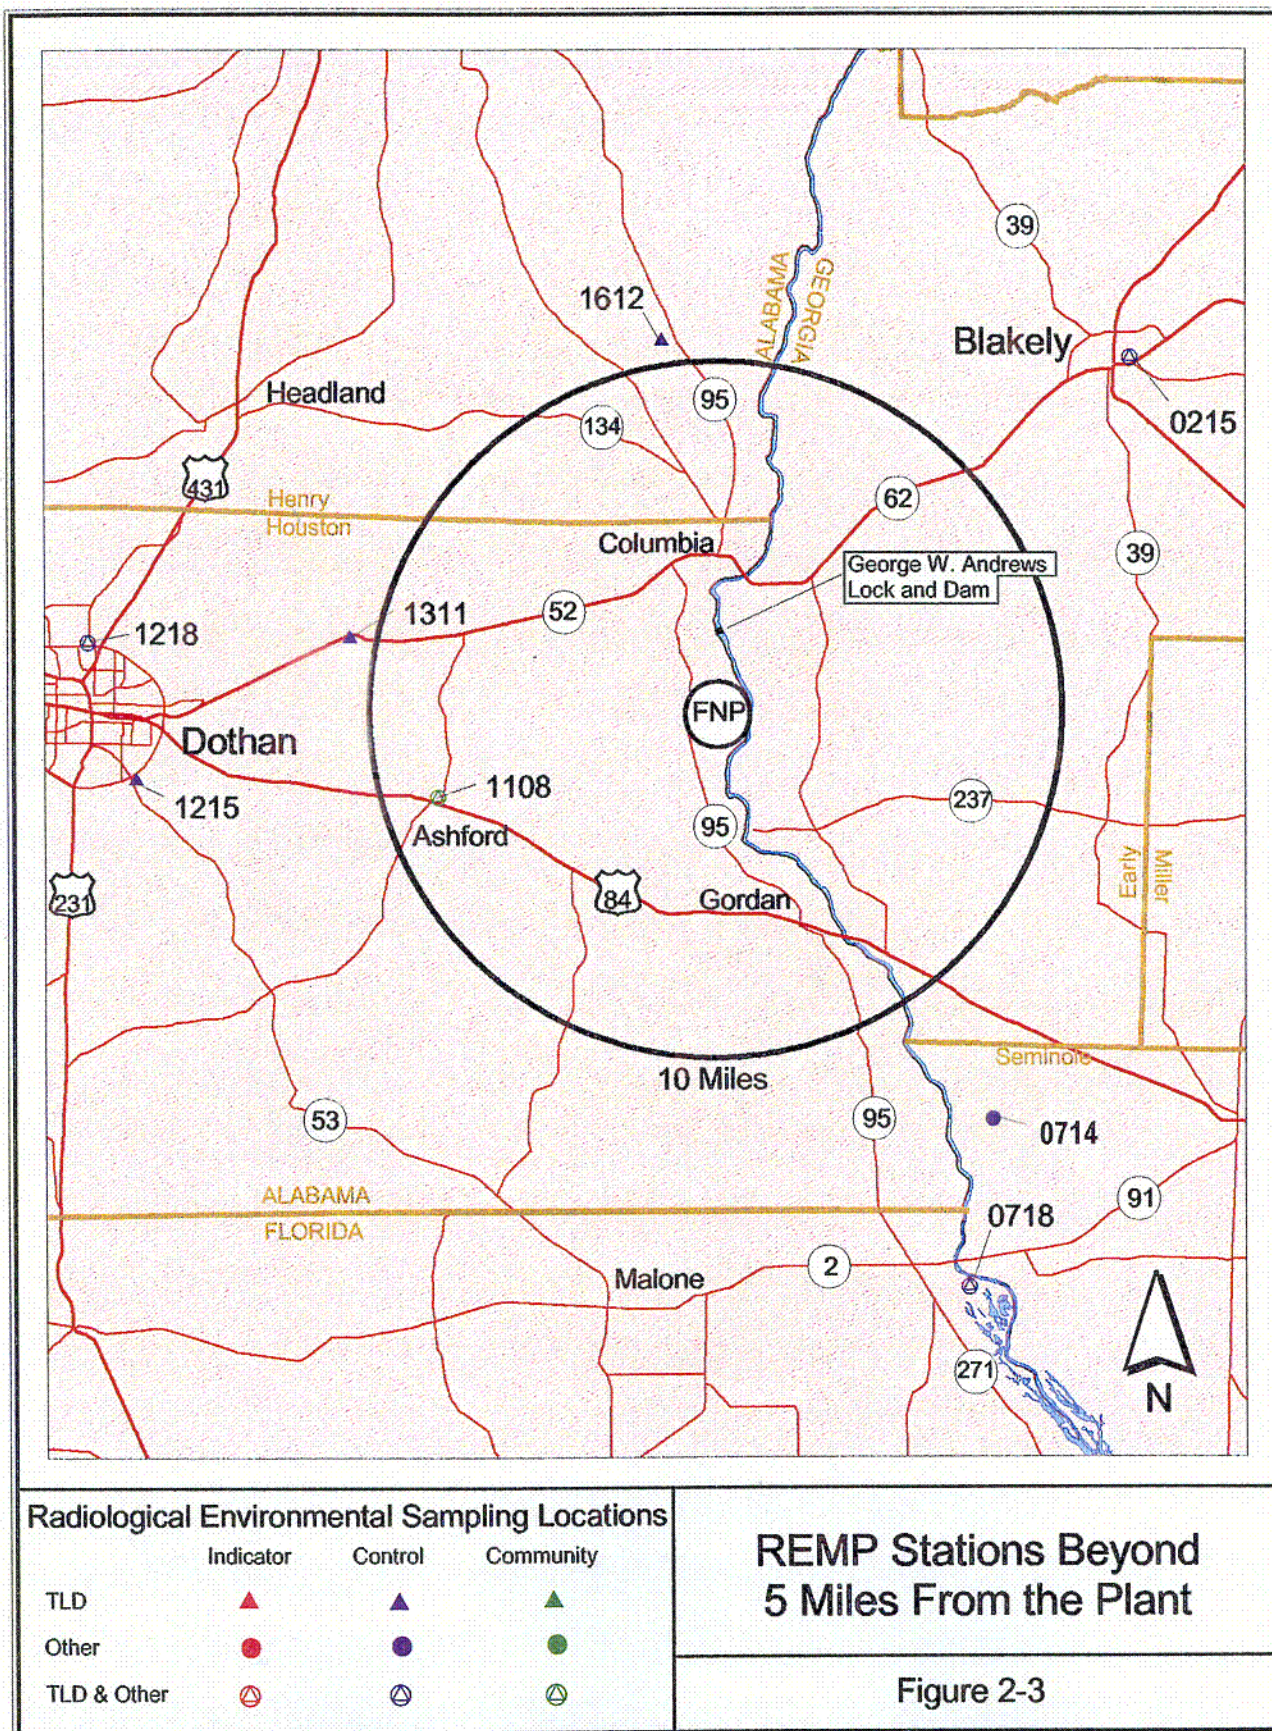 39
ALABAMA
GEORGIA
1612
Blakely
Headland
95
134
0215
431
62
Henry
Houston
Columbia
39
George W. Andrews
Lock and Dam
1311
52
1218
FNP
Dothan
1108
237
1215
95
Ashford
Early
Miller
231
84
Gordan
Seminole
10 Miles
53
95
0714
ALABAMA
FLORIDA
91
0718
2
Malone
271
N
Radiological Environmental Sampling Locations
Indicator Control Community
TLD
Other
TLD & Other
REMP Stations Beyond
5 Miles From the Plant
Figure 2-3